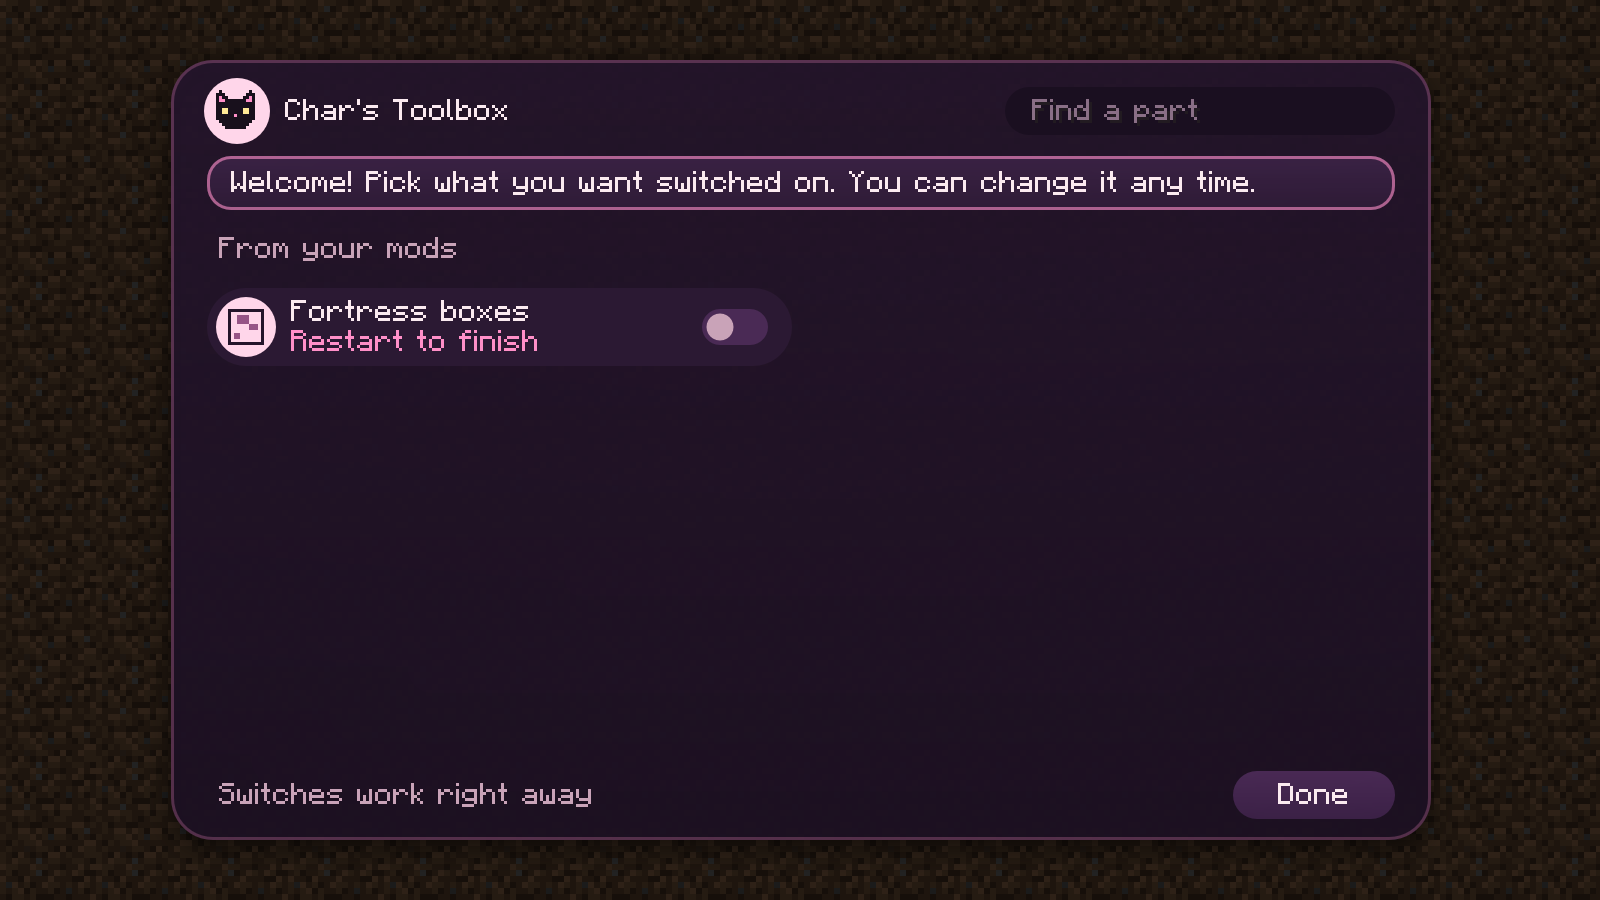 Char's Toolbox
Find a part
Welcome! Pick what you want switched on. You can change it any time.
From your mods
Fortress boxes
Restart to finish
Switches work right away
Done